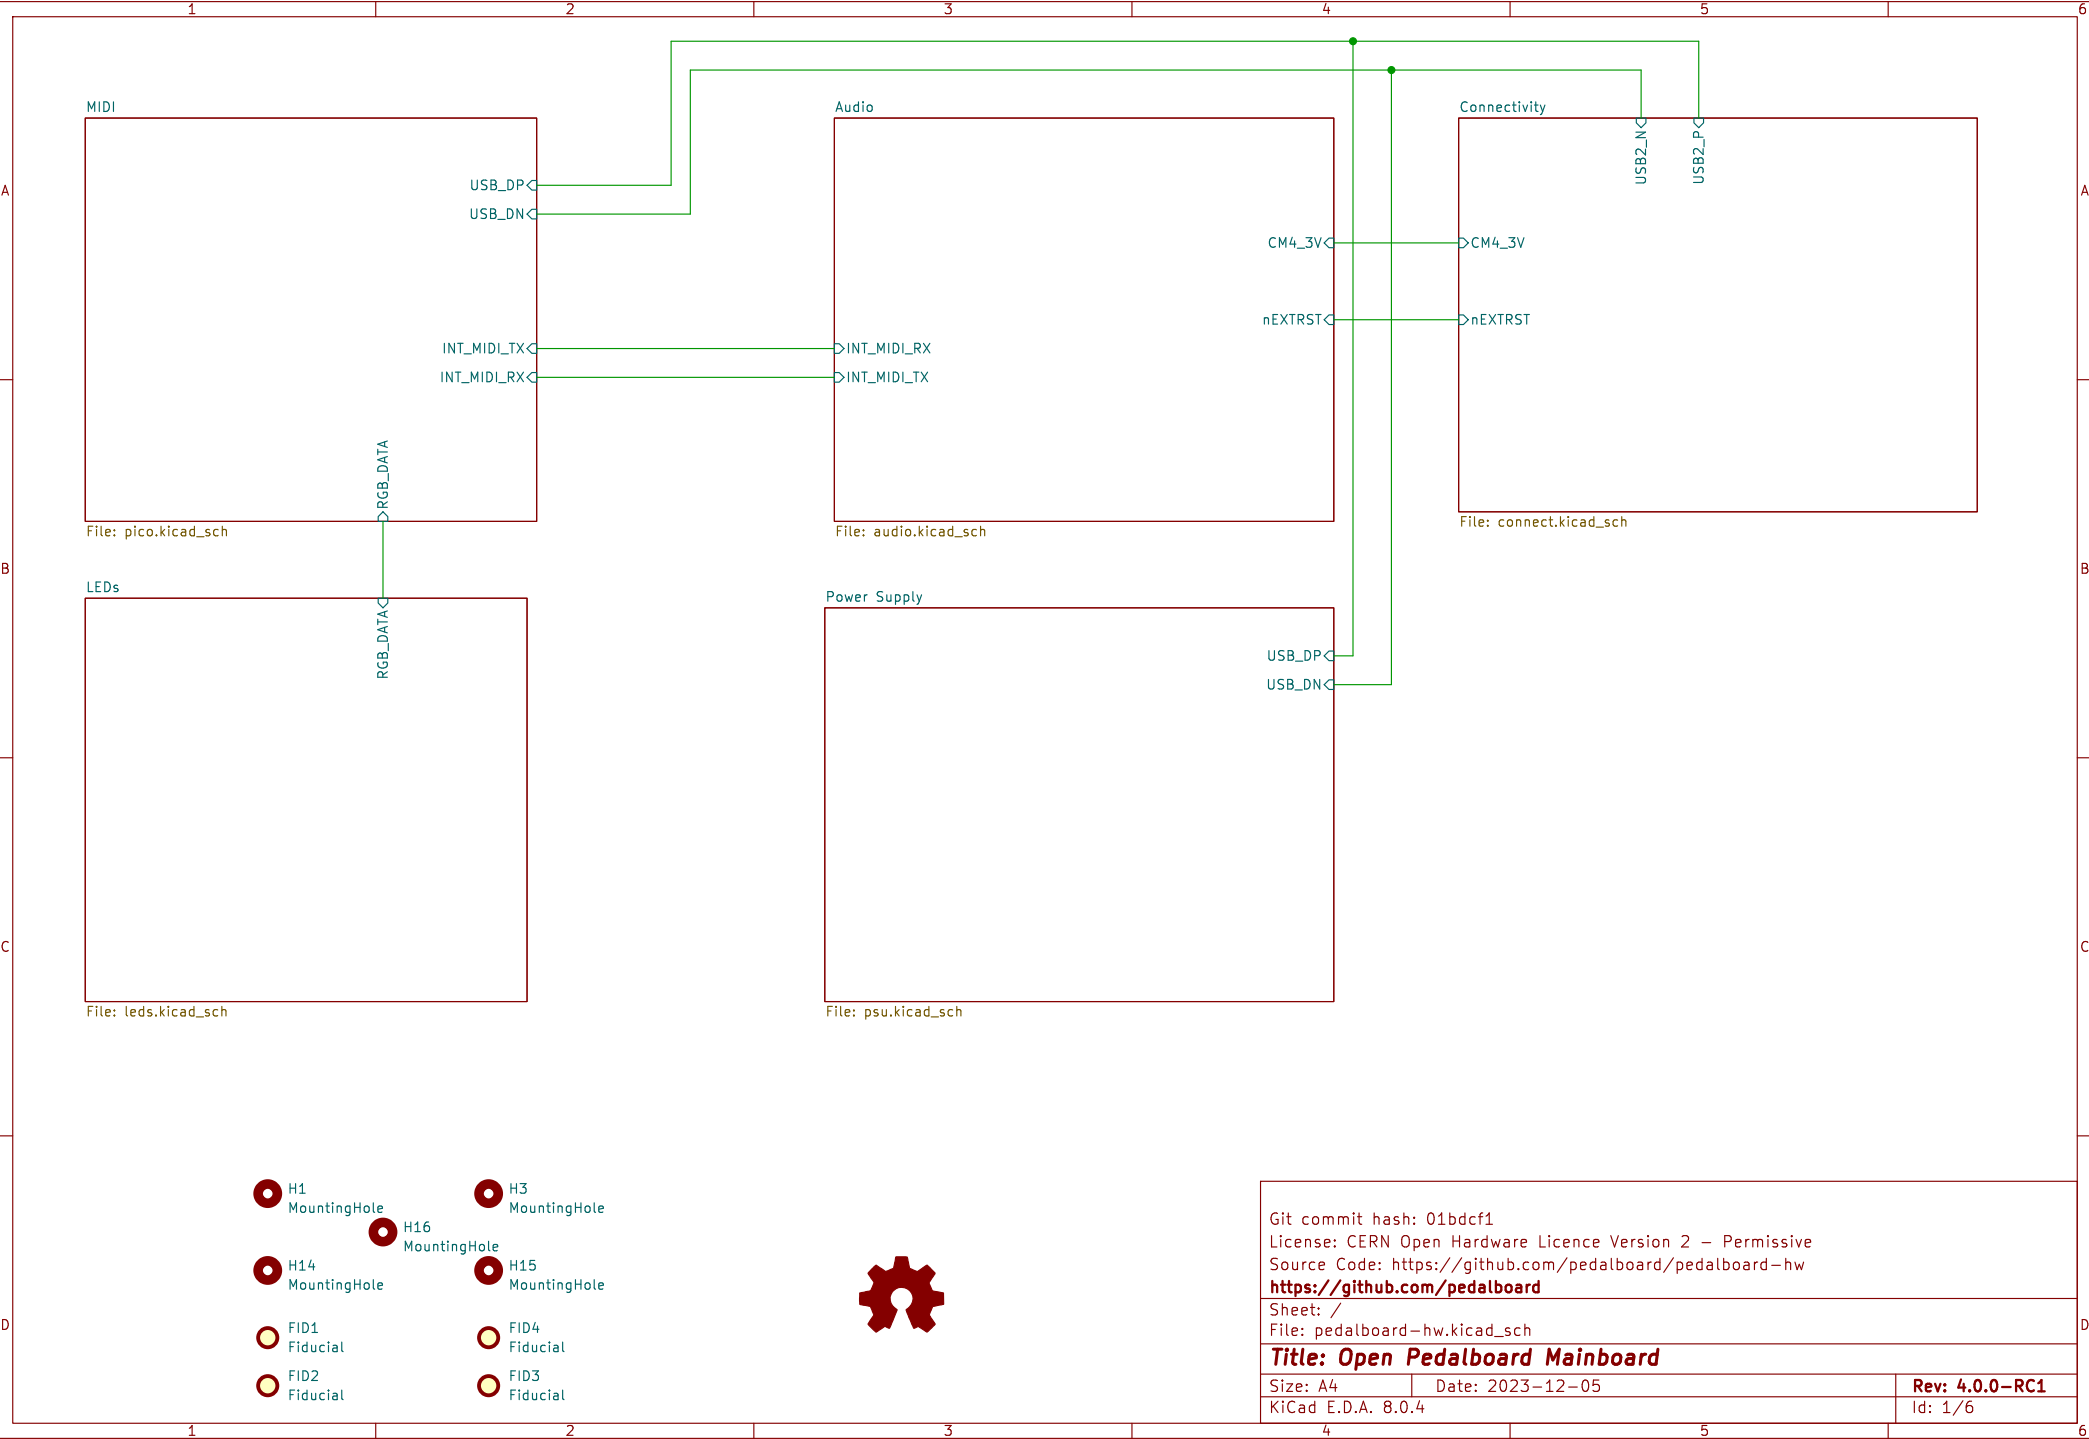 1 2 3 4 5 6
MIDI
Audio
Connectivity
USB2_N
USB2_P
A A
USB_DP
USB_DN
CM4_3V CM4_3V
nEXTRST nEXTRST
INT_MIDI_TX INT_MIDI_RX
INT_MIDI_RX INT_MIDI_TX
RGB_DATA
File: pico.kicad_sch
File: audio.kicad_sch
File: connect.kicad_sch
B B
LEDs
Power Supply
RGB_DATA
USB_DP
USB_DN
C C
File: leds.kicad_sch
File: psu.kicad_sch
H1
MountingHole
H3
MountingHole
H16
MountingHole
H14
MountingHole
H15
MountingHole
FID1
Fiducial
FID4
Fiducial
FID2
Fiducial
FID3
Fiducial
D D
Git commit hash: 01bdcf1
License: CERN Open Hardware Licence Version 2 - Permissive
Source Code: https://github.com/pedalboard/pedalboard-hw
https://github.com/pedalboard
Sheet: /
File: pedalboard-hw.kicad_sch
Title: Open Pedalboard Mainboard
Size: A4 Date: 2023-12-05 Rev: 4.0.0-RC1
KiCad E.D.A. 8.0.4 Id: 1/6
1 2 3 4 5 6